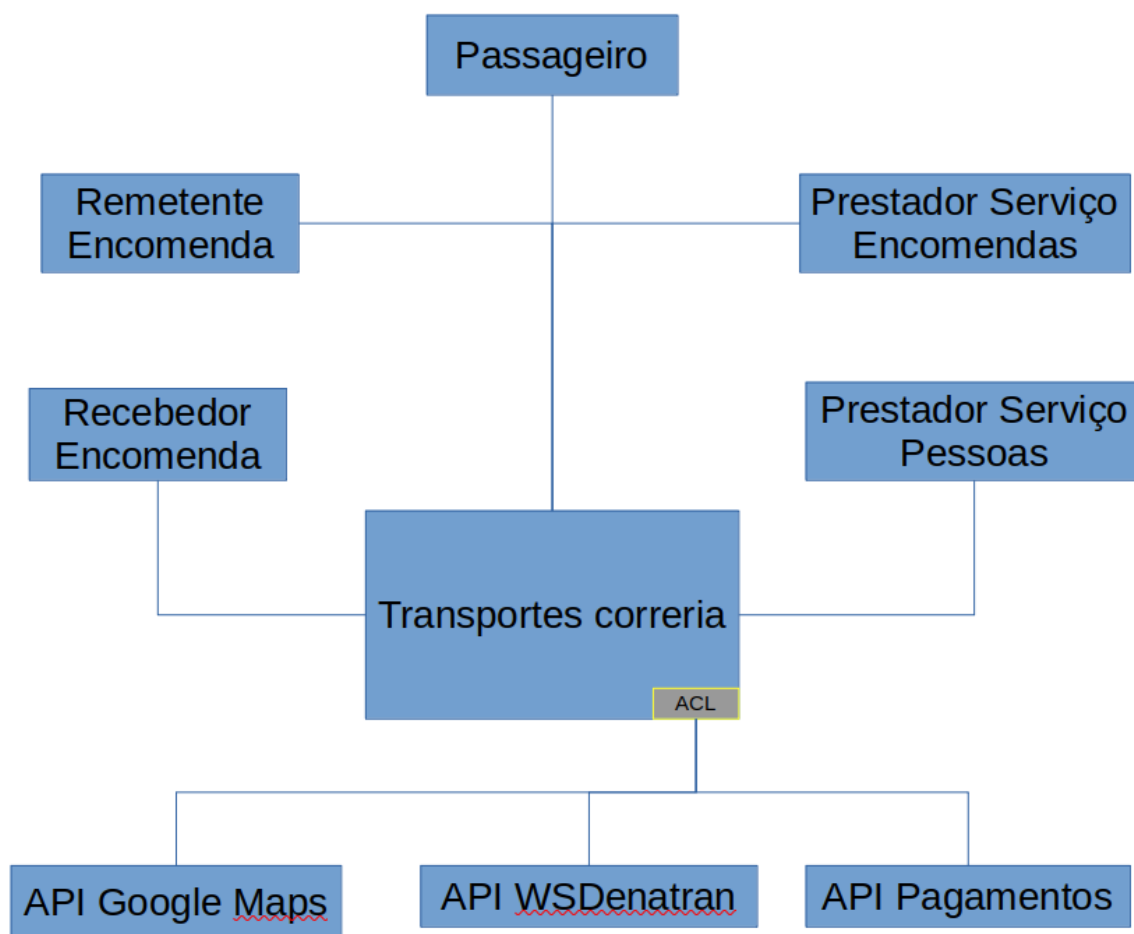 Passageiro
Remetente
Encomenda
Prestador Serviço
Encomendas
Recebedor
Encomenda
Prestador Serviço
Pessoas
Transportes correria
ACL
API Google Maps
API WSDenatran
API Pagamentos